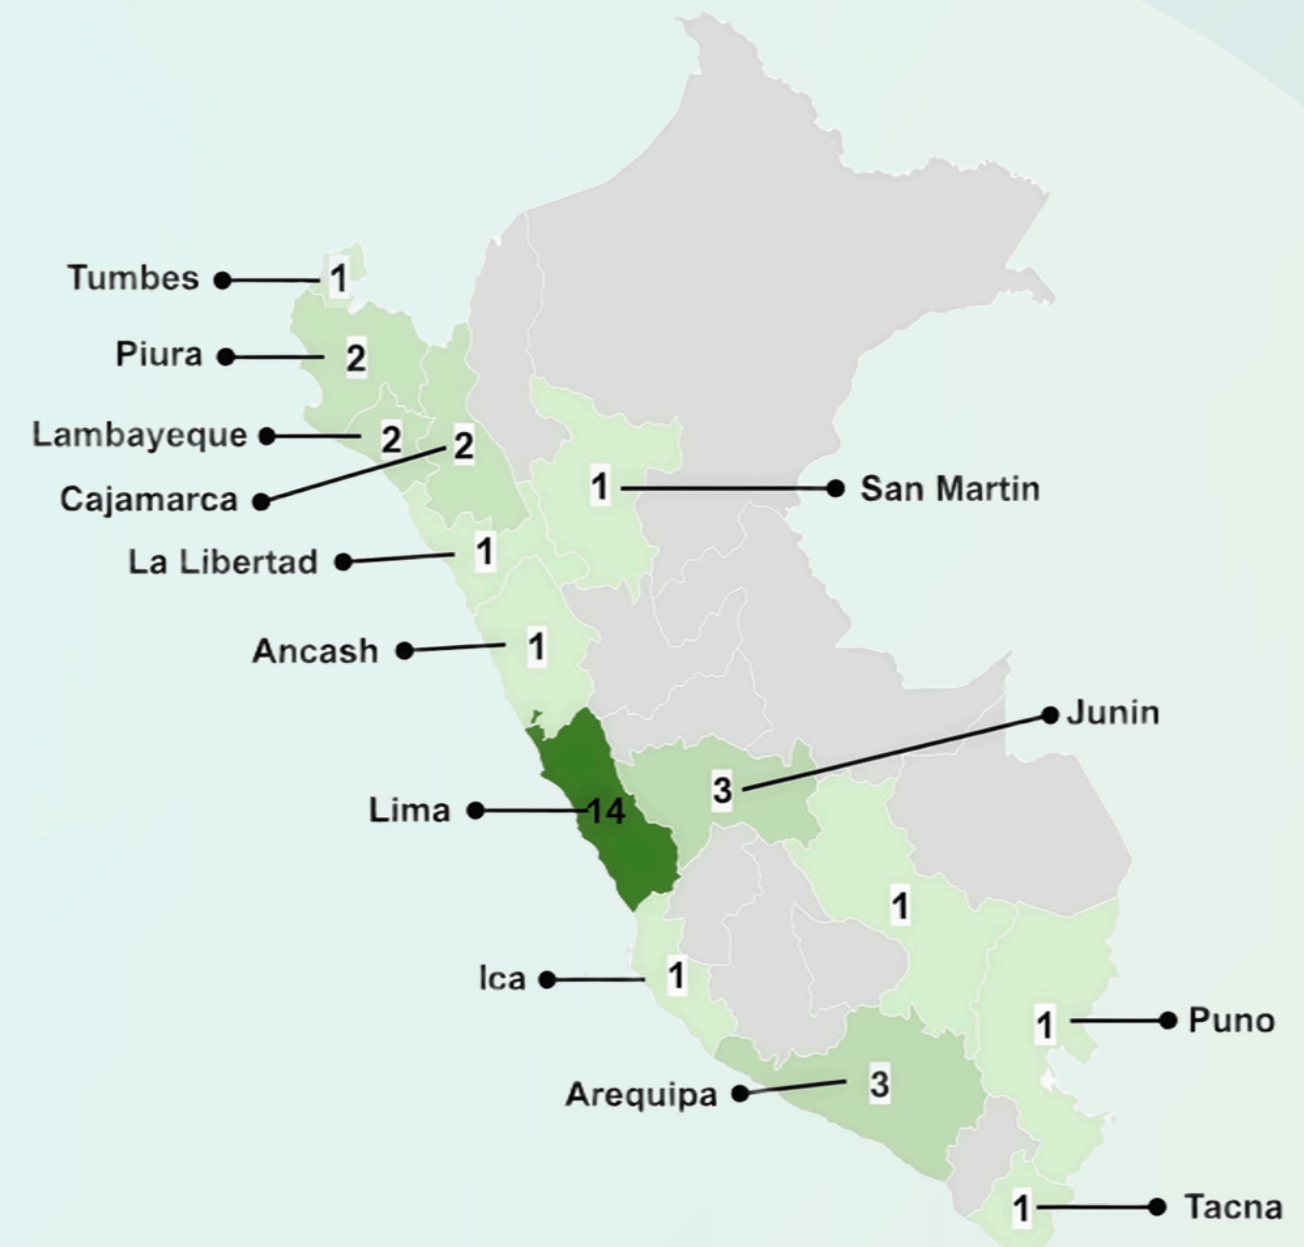 Tumbes 1
Piura 2
Lambayeque 2
Cajamarca 2
1 San Martin
La Libertad 1
Ancash 1
Junin
3
Lima 14
1
Ica 1
1 Puno
Arequipa 3
1 Tacna